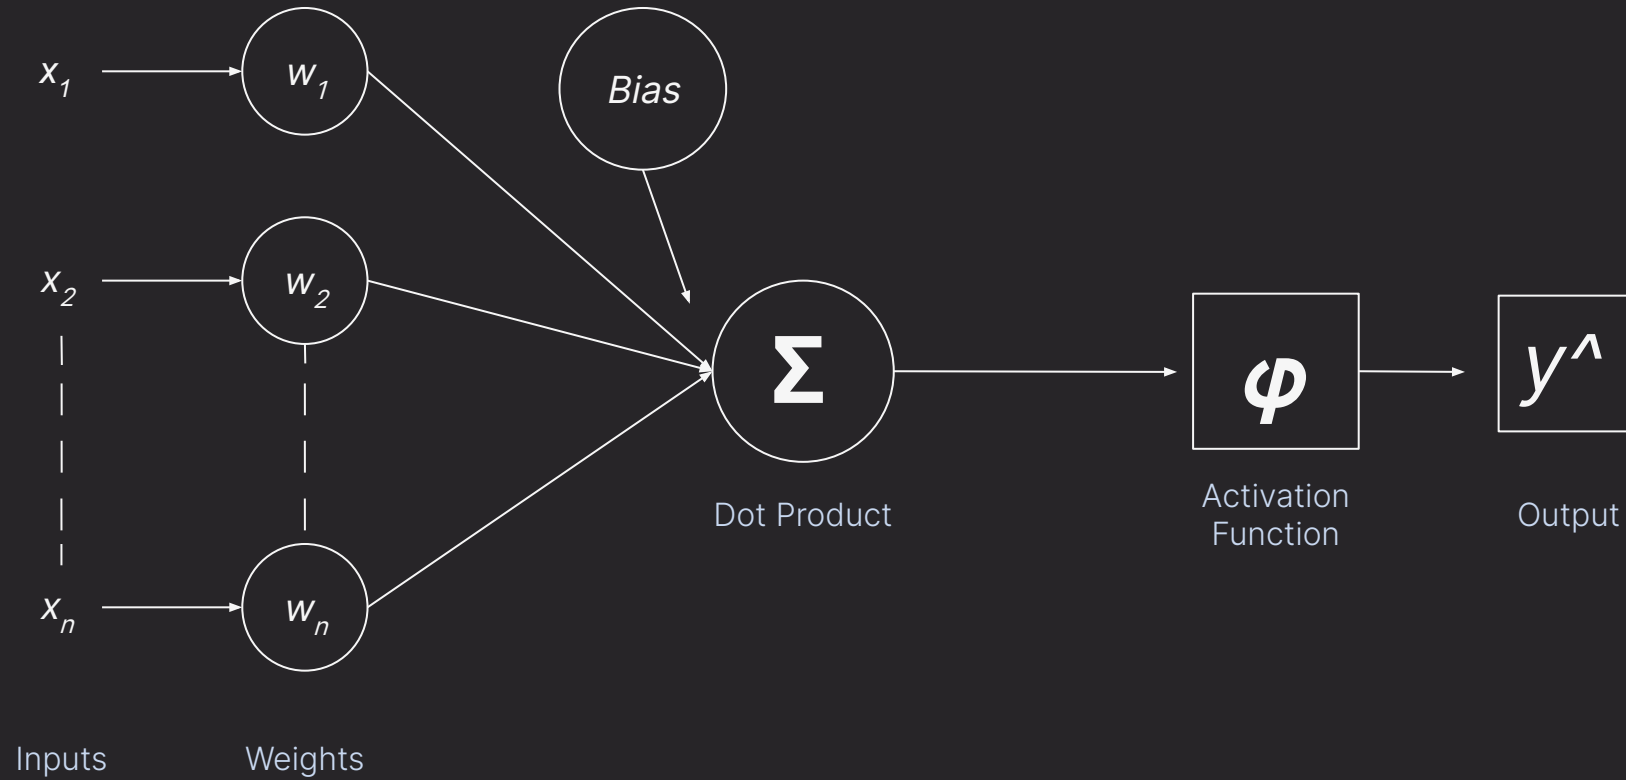 x₁
w₁
Bias
x₂
w₂
Σ
φ
y^
Dot Product
Activation
Function
Output
xₙ
wₙ
Inputs
Weights